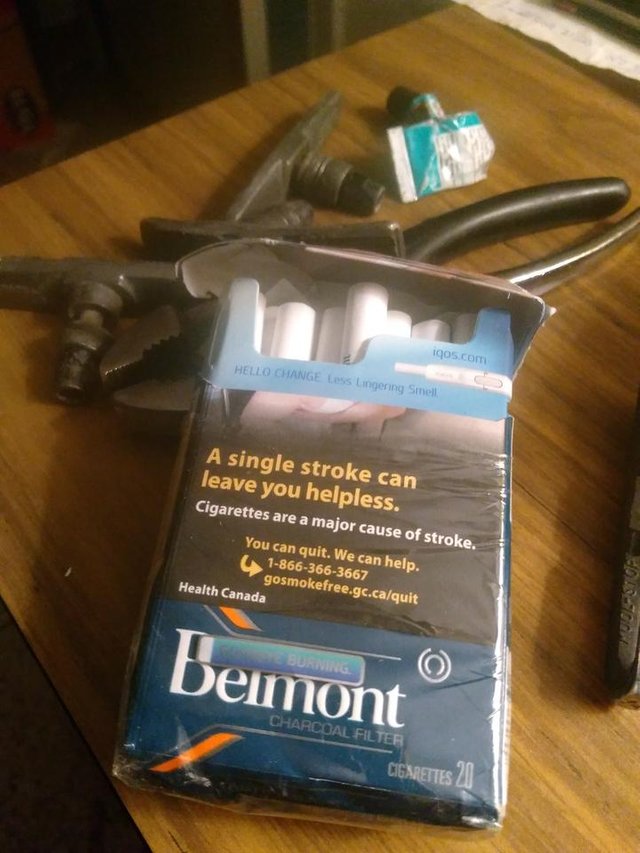 iqos.com
HELLO CHANGE. Less Lingering Smell.
A single stroke can
leave you helpless.
Cigarettes are a major cause of stroke.
You can quit. We can help.
1-866-366-3667
gosmokefree.gc.ca/quit
Health Canada
BURNING.
Belmont
CHARCOAL FILTER
CIGARETTES 20